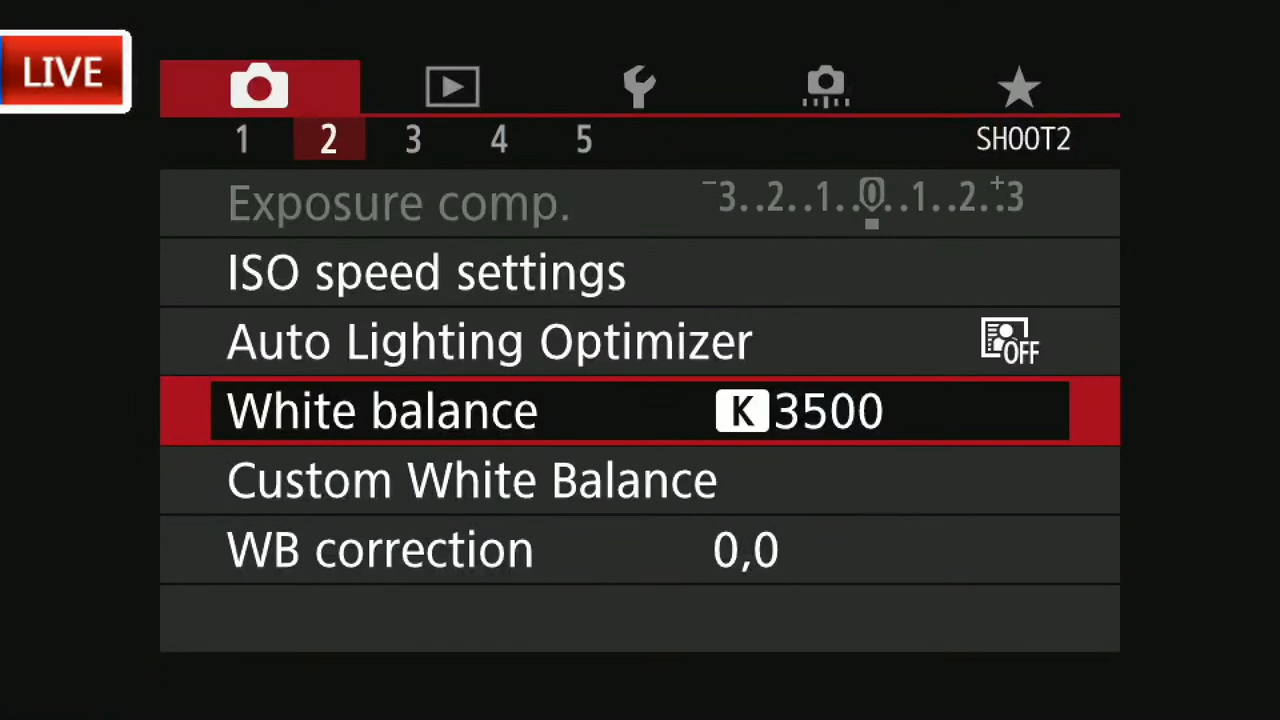 LIVE
1 2 3 4 5 SHOOT2
Exposure comp. -3..2..1..0..1..2..+3
ISO speed settings
Auto Lighting Optimizer OFF
White balance K 3500
Custom White Balance
WB correction 0,0